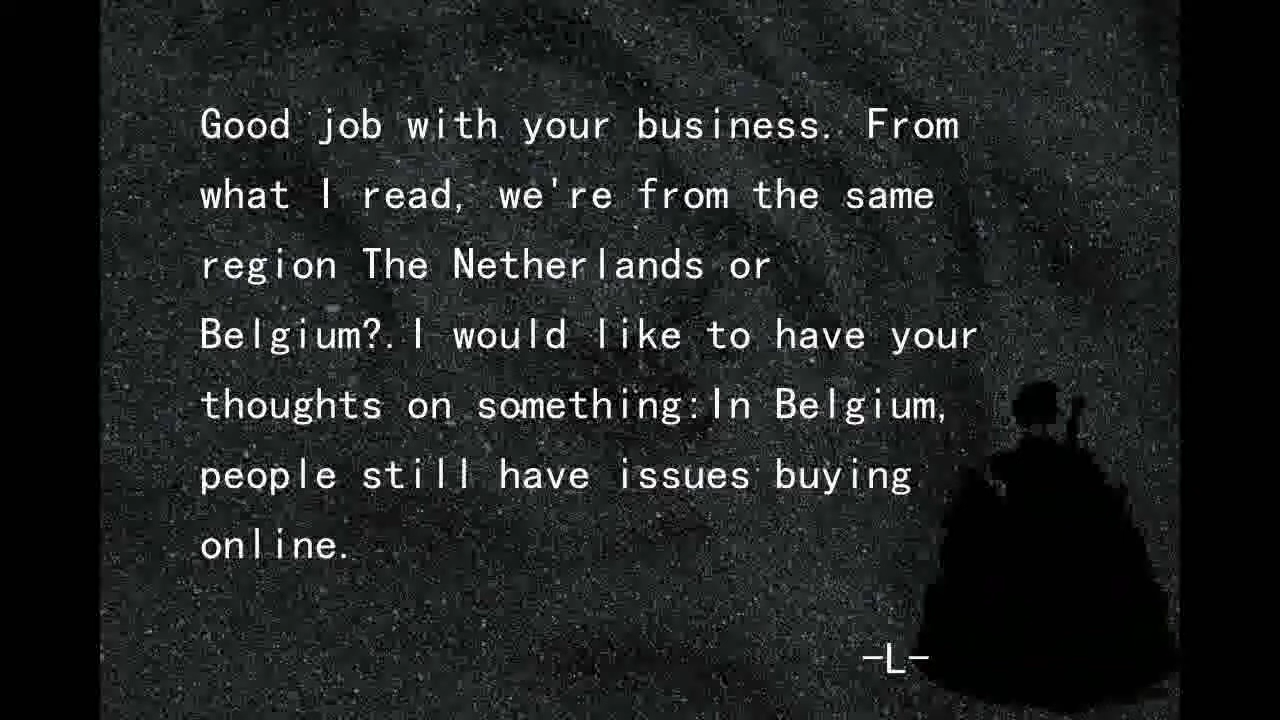 Good job with your business. From
what I read, we're from the same
region The Netherlands or
Belgium?.I would like to have your
thoughts on something:In Belgium,
people still have issues buying
online.
-L-